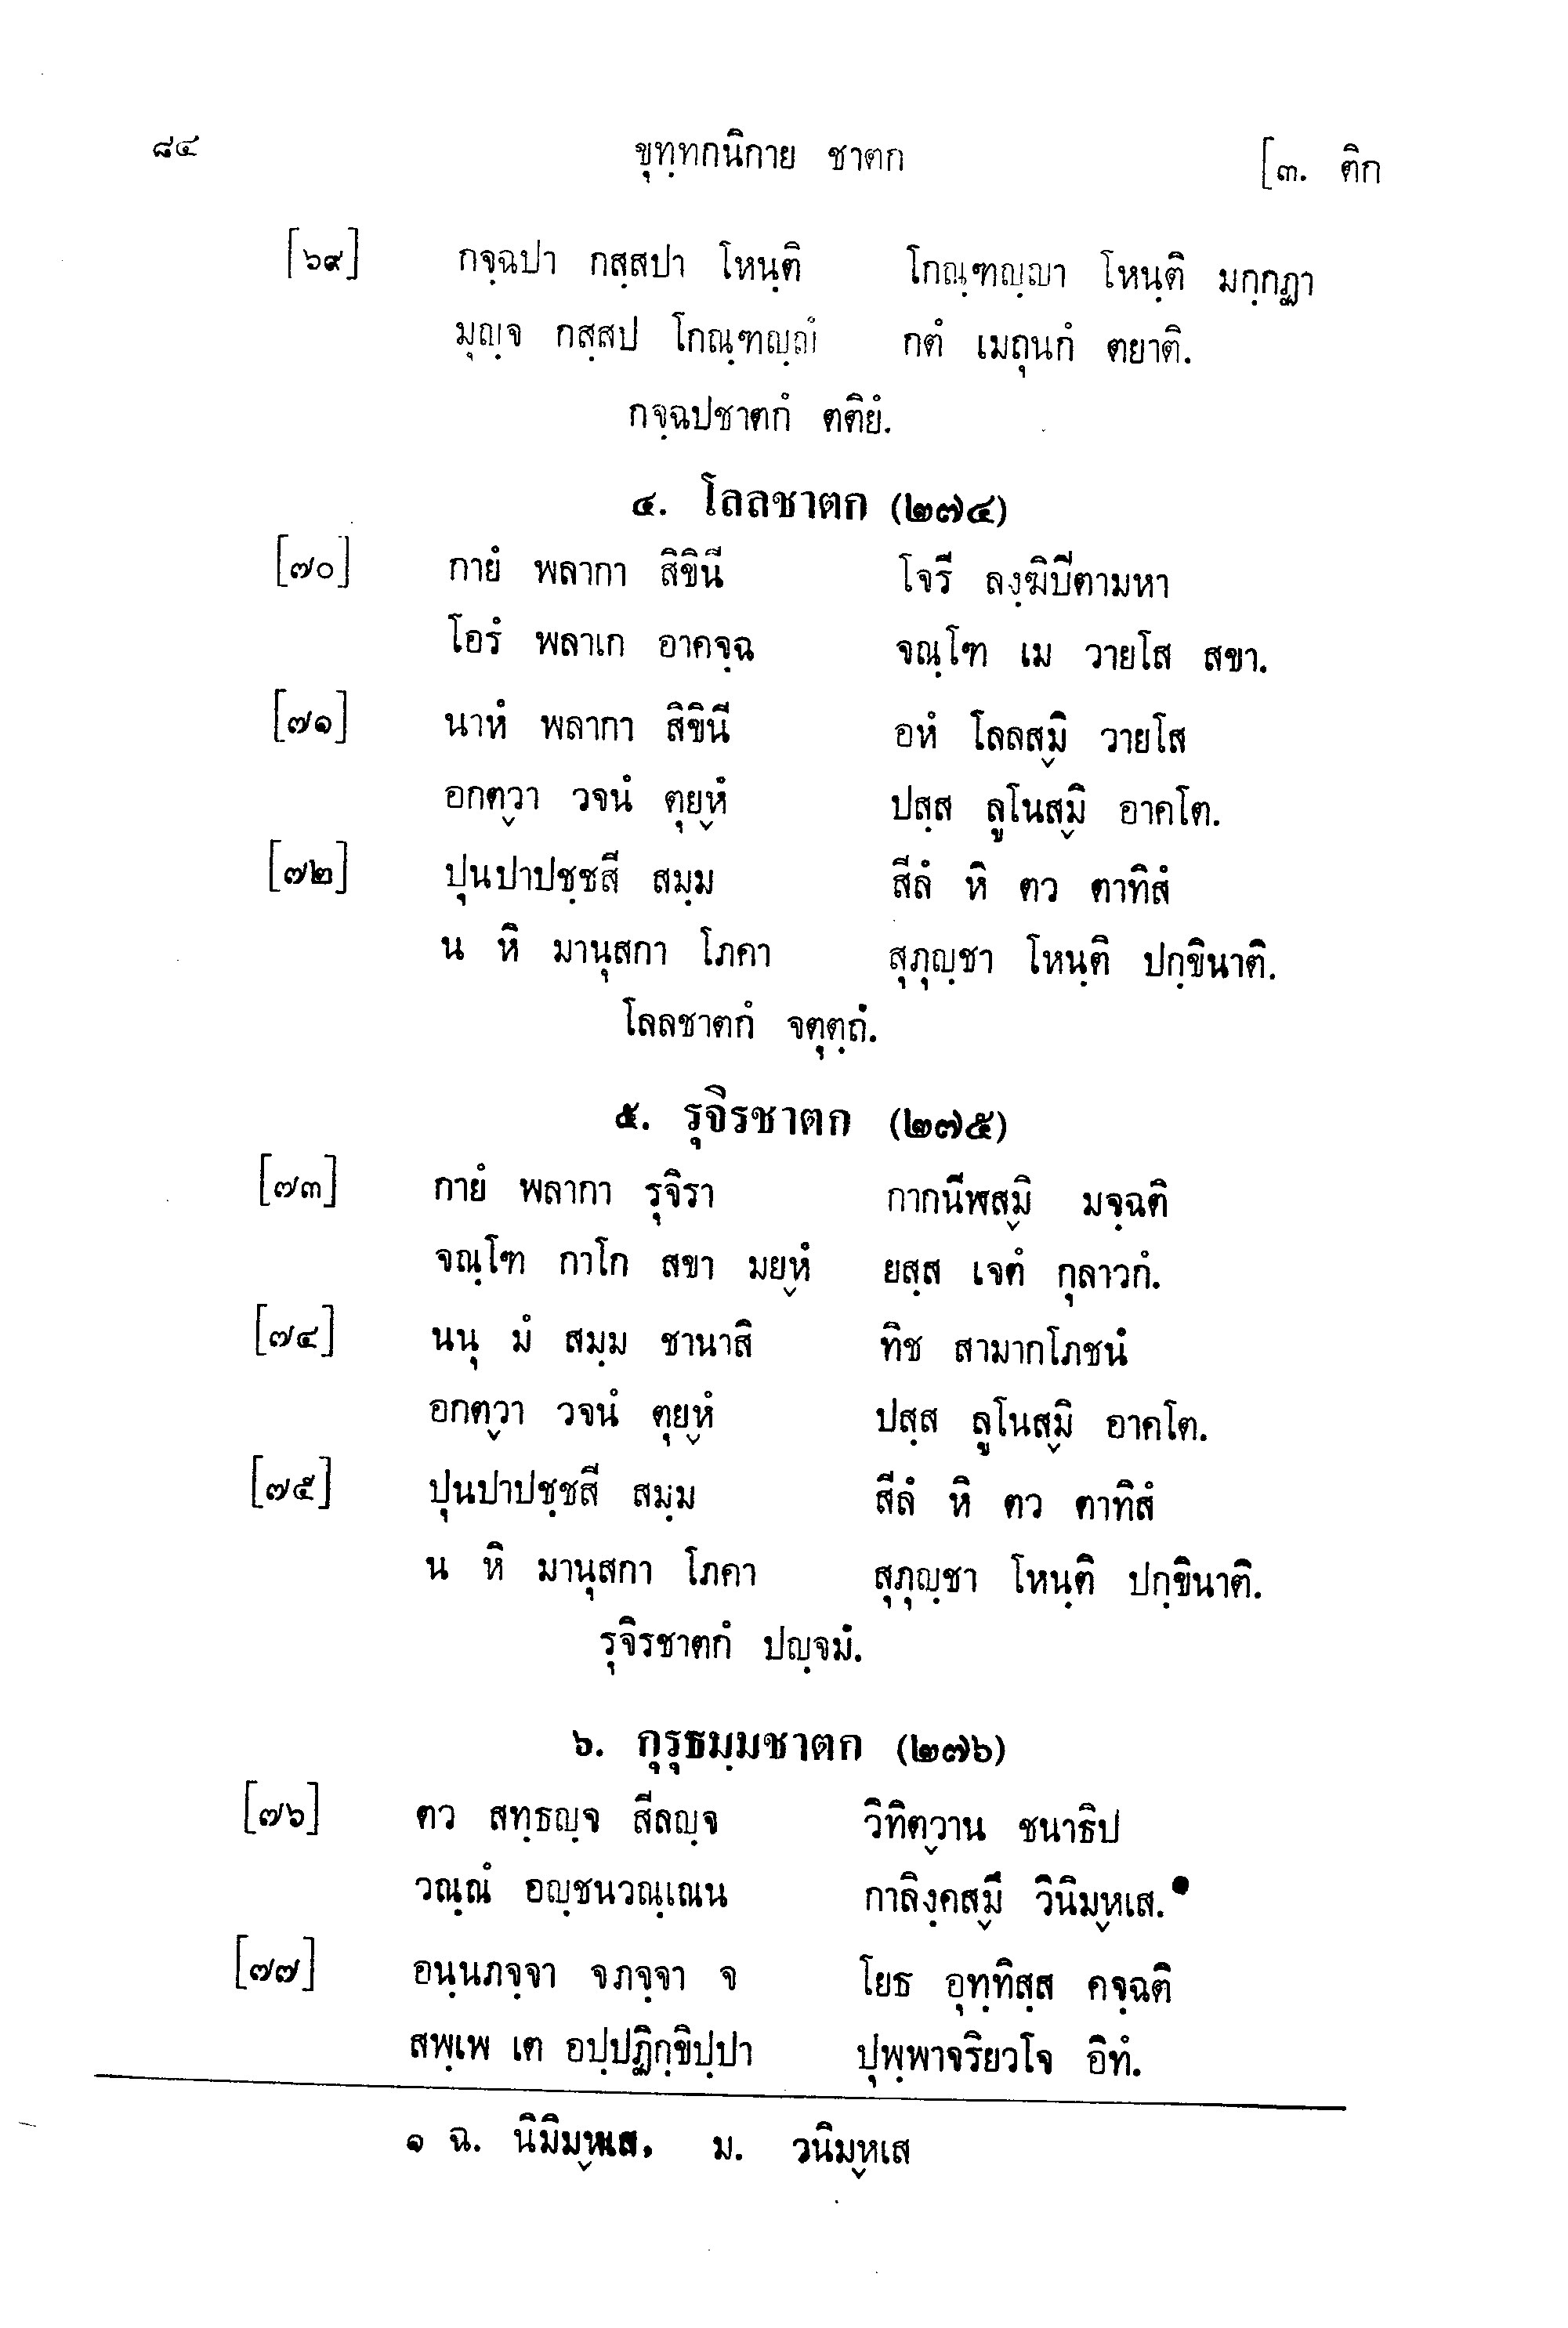 ๘๔ ขุทฺทกนิกาย ชาตก [๓. ติก
[๖๙] กจฺฉปา กสฺสปา โหนฺติ โกณฺฑญฺญา โหนฺติ มกฺกฏา
มุญฺจ กสฺสป โกณฺฑญฺญํ กตํ เมถุนกํ ตยาติ.
กจฺฉปชาตกํ ตติยํ.
๔. โลลชาตก (๒๗๔)
[๗๐] กายํ พลากา สิขินี โจรี ลงฺฆิปีตามหา
โอรํ พลาเก อาคจฺฉ จณฺโฑ เม วายโส สขา.
[๗๑] นาหํ พลากา สิขินี อหํ โลลสฺมิ วายโส
อกตฺวา วจนํ ตุยฺหํ ปสฺส ลูโนสฺมิ อาคโต.
[๗๒] ปุนปาปชฺชสี สมฺม สีลํ หิ ตว ตาทิสํ
น หิ มานุสกา โภคา สุภุญฺชา โหนฺติ ปกฺขินาติ.
โลลชาตกํ จตุตฺถํ.
๕. รุจิรชาตก (๒๗๕)
[๗๓] กายํ พลากา รุจิรา กากนีฬสฺมิ มจฺฉติ
จณฺโฑ กาโก สขา มยฺหํ ยสฺส เจตํ กุลาวกํ.
[๗๔] นนุ มํ สมฺม ชานาสิ ทิช สามากโภชนํ
อกตฺวา วจนํ ตุยฺหํ ปสฺส ลูโนสฺมิ อาคโต.
[๗๕] ปุนปาปชฺชสี สมฺม สีลํ หิ ตว ตาทิสํ
น หิ มานุสกา โภคา สุภุญฺชา โหนฺติ ปกฺขินาติ.
รุจิรชาตกํ ปญฺจมํ.
๖. กุรุธมฺมชาตก (๒๗๖)
[๗๖] ตว สทฺธญฺจ สีลญฺจ วิทิตฺวาน ชนาธิป
วณฺณํ อญฺชนวณฺเณน กาลิงฺคสฺมึ วินิมฺหเส.๑
[๗๗] อนฺนภจฺจา จภจฺจา จ โยธ อุทฺทิสฺส คจฺฉติ
สพฺเพ เต อปฺปฏิกฺขิปฺปา ปุพฺพาจริยวโจ อิทํ.
๑ ฉ. นิมิมฺหเส, ม. วนิมฺหเส